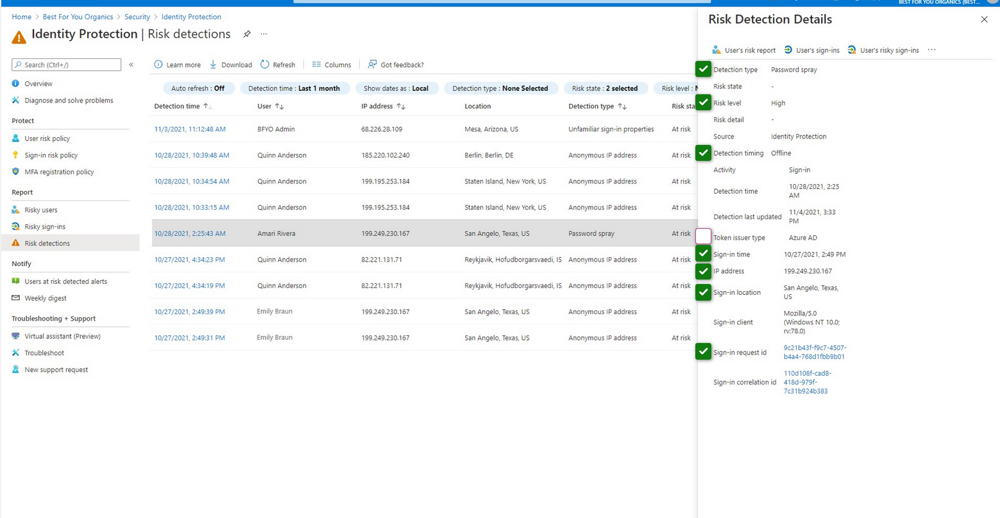 BEST FOR YOU ORGANICS (BEST...
Home > Best For You Organics > Security > Identity Protection
Identity Protection | Risk detections ...
Search (Ctrl+/) «
Overview
Diagnose and solve problems
Protect
User risk policy
Sign-in risk policy
MFA registration policy
Report
Risky users
Risky sign-ins
Risk detections
Notify
Users at risk detected alerts
Weekly digest
Troubleshooting + Support
Virtual assistant (Preview)
Troubleshoot
New support request
Learn more Download Refresh Columns Got feedback?
Auto refresh : Off Detection time : Last 1 month Show dates as : Local Detection type : None Selected Risk state : 2 selected Risk level : N
Detection time ↑↓ User ↑↓ IP address ↑↓ Location Detection type ↑↓ Risk sta
11/3/2021, 11:12:48 AM BFYO Admin 68.226.28.109 Mesa, Arizona, US Unfamiliar sign-in properties At risk
10/28/2021, 10:39:48 AM Quinn Anderson 185.220.102.240 Berlin, Berlin, DE Anonymous IP address At risk
10/28/2021, 10:34:54 AM Quinn Anderson 199.195.253.184 Staten Island, New York, US Anonymous IP address At risk
10/28/2021, 10:33:15 AM Quinn Anderson 199.195.253.184 Staten Island, New York, US Anonymous IP address At risk
10/28/2021, 2:25:43 AM Amari Rivera 199.249.230.167 San Angelo, Texas, US Password spray At risk
10/27/2021, 4:34:23 PM Quinn Anderson 82.221.131.71 Reykjavik, Hofudborgarsvaedi, IS Anonymous IP address At risk
10/27/2021, 4:34:19 PM Quinn Anderson 82.221.131.71 Reykjavik, Hofudborgarsvaedi, IS Anonymous IP address At risk
10/27/2021, 2:49:39 PM Emily Braun 199.249.230.167 San Angelo, Texas, US Anonymous IP address At risk
10/27/2021, 2:49:31 PM Emily Braun 199.249.230.167 San Angelo, Texas, US Anonymous IP address At risk
Risk Detection Details
User's risk report User's sign-ins User's risky sign-ins ...
Detection type Password spray
Risk state -
Risk level High
Risk detail -
Source Identity Protection
Detection timing Offline
Activity Sign-in
Detection time 10/28/2021, 2:25
AM
Detection last updated 11/4/2021, 3:33
PM
Token issuer type Azure AD
Sign-in time 10/27/2021, 2:49 PM
IP address 199.249.230.167
Sign-in location San Angelo, Texas,
US
Sign-in client Mozilla/5.0
(Windows NT 10.0;
rv:78.0)
Sign-in request id 9c21b43f-f9c7-4507-
b4a4-768d1fbb9b01
Sign-in correlation id 110d108f-cad8-
418d-979f-
7c31b924b383